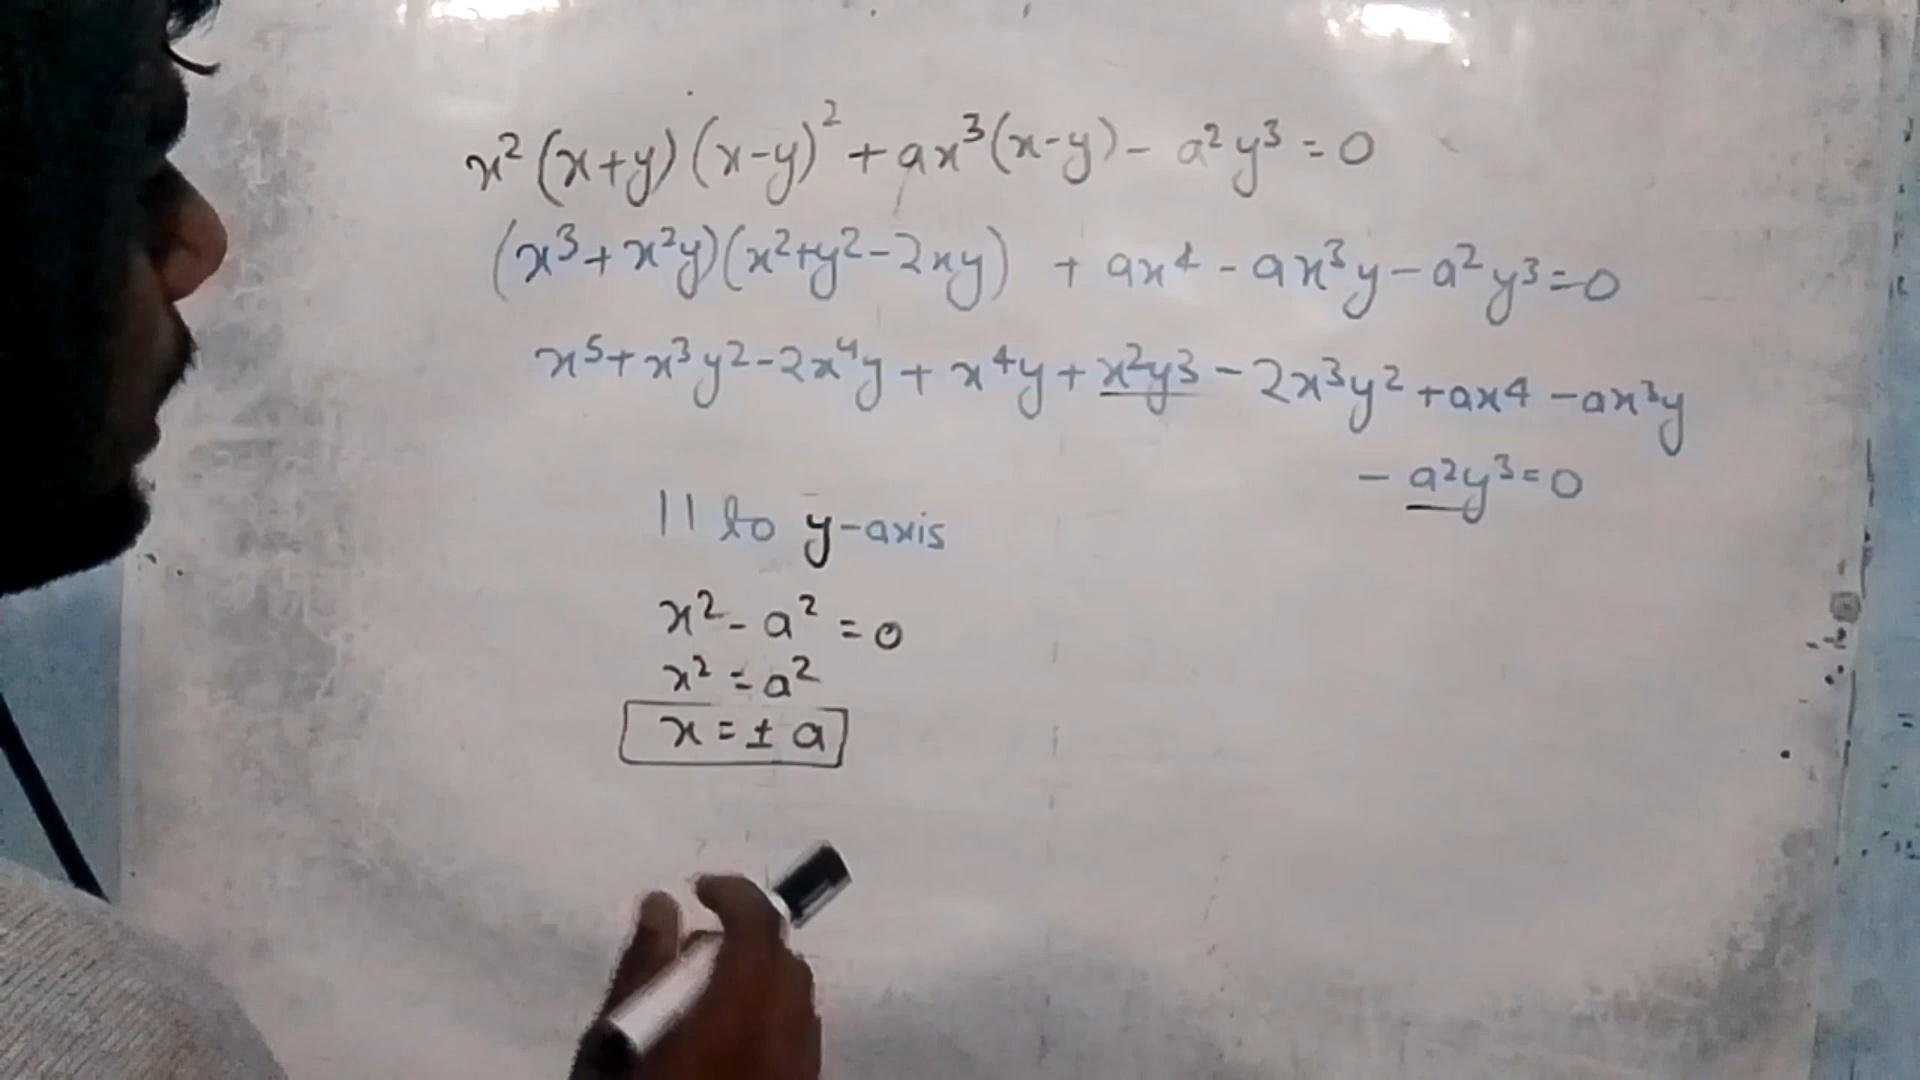 x²(x+y)(x-y)² + ax³(x-y) - a²y³ = 0
(x³+x²y)(x²+y²-2xy) + ax⁴ - ax³y - a²y³=0
x⁵+x³y²-2x⁴y + x⁴y + x²y³ - 2x³y² +ax⁴ -ax³y
- a²y³=0
|| to y-axis
x² - a² = 0
x² = a²
x = ± a